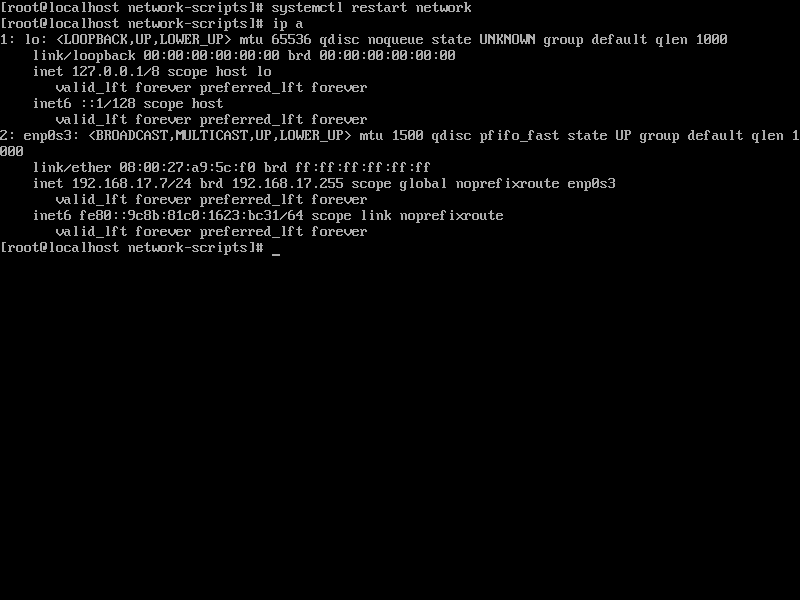 [root@localhost network-scripts]# systemctl restart network
[root@localhost network-scripts]# ip a
1: lo: <LOOPBACK,UP,LOWER_UP> mtu 65536 qdisc noqueue state UNKNOWN group default qlen 1000
    link/loopback 00:00:00:00:00:00 brd 00:00:00:00:00:00
    inet 127.0.0.1/8 scope host lo
       valid_lft forever preferred_lft forever
    inet6 ::1/128 scope host
       valid_lft forever preferred_lft forever
2: enp0s3: <BROADCAST,MULTICAST,UP,LOWER_UP> mtu 1500 qdisc pfifo_fast state UP group default qlen 1
000
    link/ether 08:00:27:a9:5c:f0 brd ff:ff:ff:ff:ff:ff
    inet 192.168.17.7/24 brd 192.168.17.255 scope global noprefixroute enp0s3
       valid_lft forever preferred_lft forever
    inet6 fe80::9c8b:81c0:1623:bc31/64 scope link noprefixroute
       valid_lft forever preferred_lft forever
[root@localhost network-scripts]# _